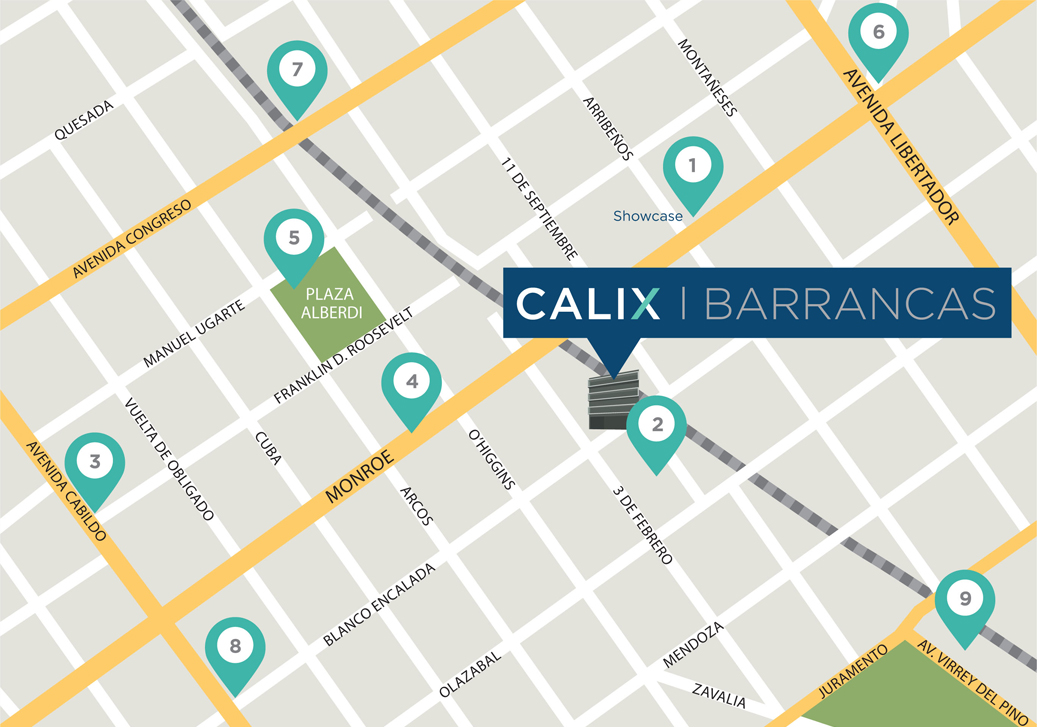 6
7
MONTAÑESES
AVENIDA LIBERTADOR
QUESADA
ARRIBEÑOS
1
11 DE SEPTIEMBRE
Showcase
AVENIDA CONGRESO
5
PLAZA
ALBERDI
CALIX | BARRANCAS
MANUEL UGARTE
FRANKLIN D. ROOSEVELT
4
2
3
VUELTA DE OBLIGADO
CUBA
O'HIGGINS
AVENIDA CABILDO
MONROE
ARCOS
3 DE FEBRERO
BLANCO ENCALADA
9
8
MENDOZA
OLAZABAL
JURAMENTO
AV. VIRREY DEL PINO
ZAVALIA